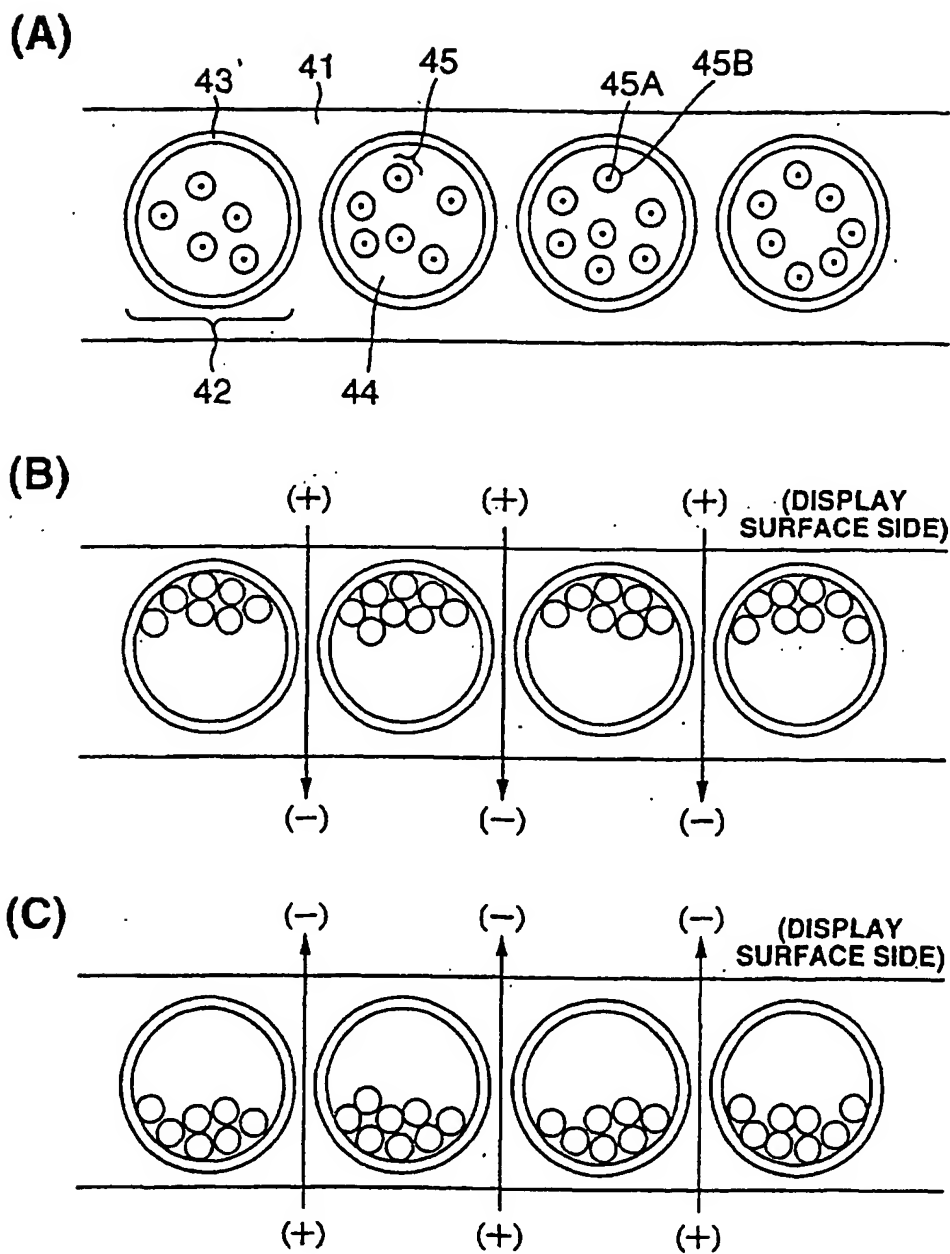 (A)
43' 41 45 45A 45B
42 44
(B)
(+) (+) (+) (DISPLAY
SURFACE SIDE)
(−) (−) (−)
(C)
(−) (−) (−) (DISPLAY
SURFACE SIDE)
(+) (+) (+)